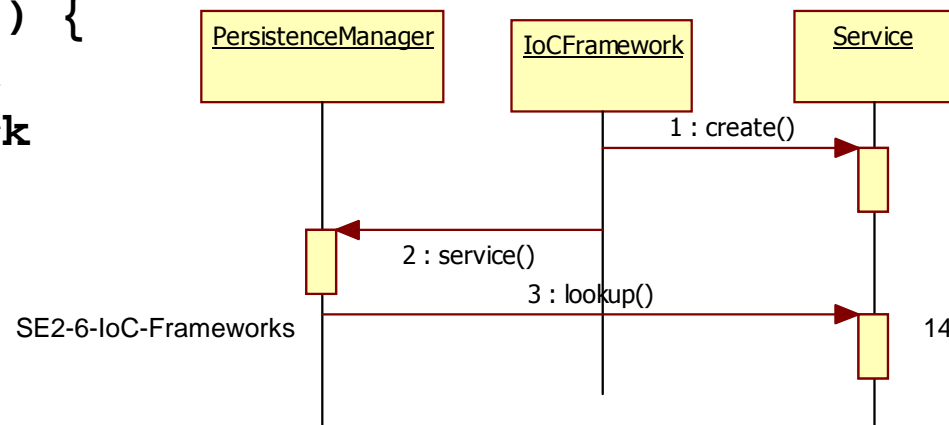 ) {
k
PersistenceManager
IoCFramework
Service
1 : create()
2 : service()
3 : lookup()
SE2-6-IoC-Frameworks
14